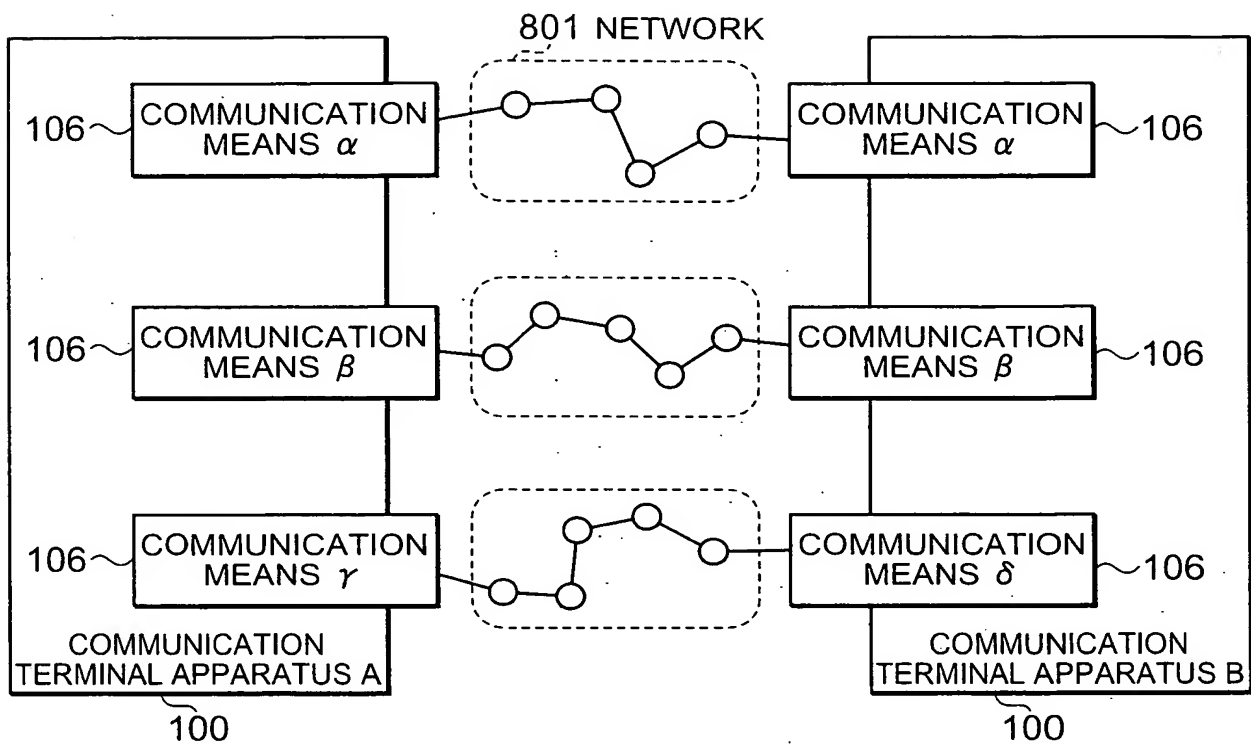 801 NETWORK
106
COMMUNICATION
MEANS α
COMMUNICATION
MEANS α
106
106
COMMUNICATION
MEANS β
COMMUNICATION
MEANS β
106
106
COMMUNICATION
MEANS γ
COMMUNICATION
MEANS δ
106
COMMUNICATION
TERMINAL APPARATUS A
COMMUNICATION
TERMINAL APPARATUS B
100
100